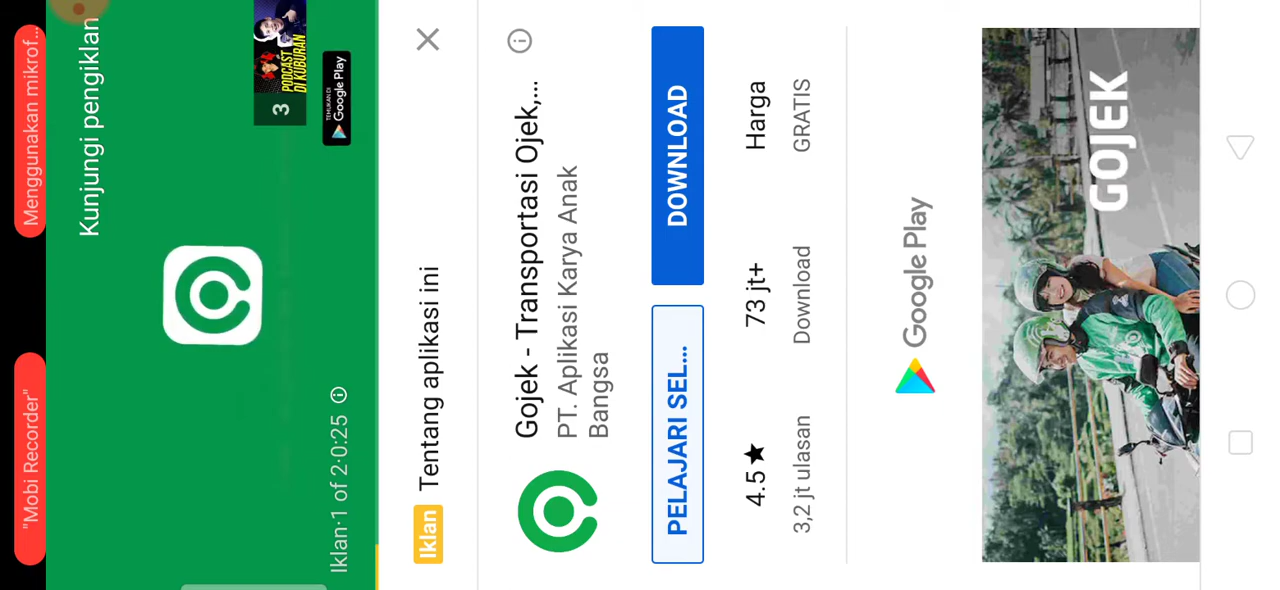 "Mobi Recorder"
Menggunakan mikrof...
Kunjungi pengiklan
PODCAST
DI KUBURAN
3
TEMUKAN DI
Google Play
Iklan·1 of 2·0:25
Iklan Tentang aplikasi ini
Gojek - Transportasi Ojek,...
PT. Aplikasi Karya Anak
Bangsa
PELAJARI SEL...
DOWNLOAD
4.5 ★
3,2 jt ulasan
73 jt+
Download
Harga
GRATIS
Google Play
GOJEK